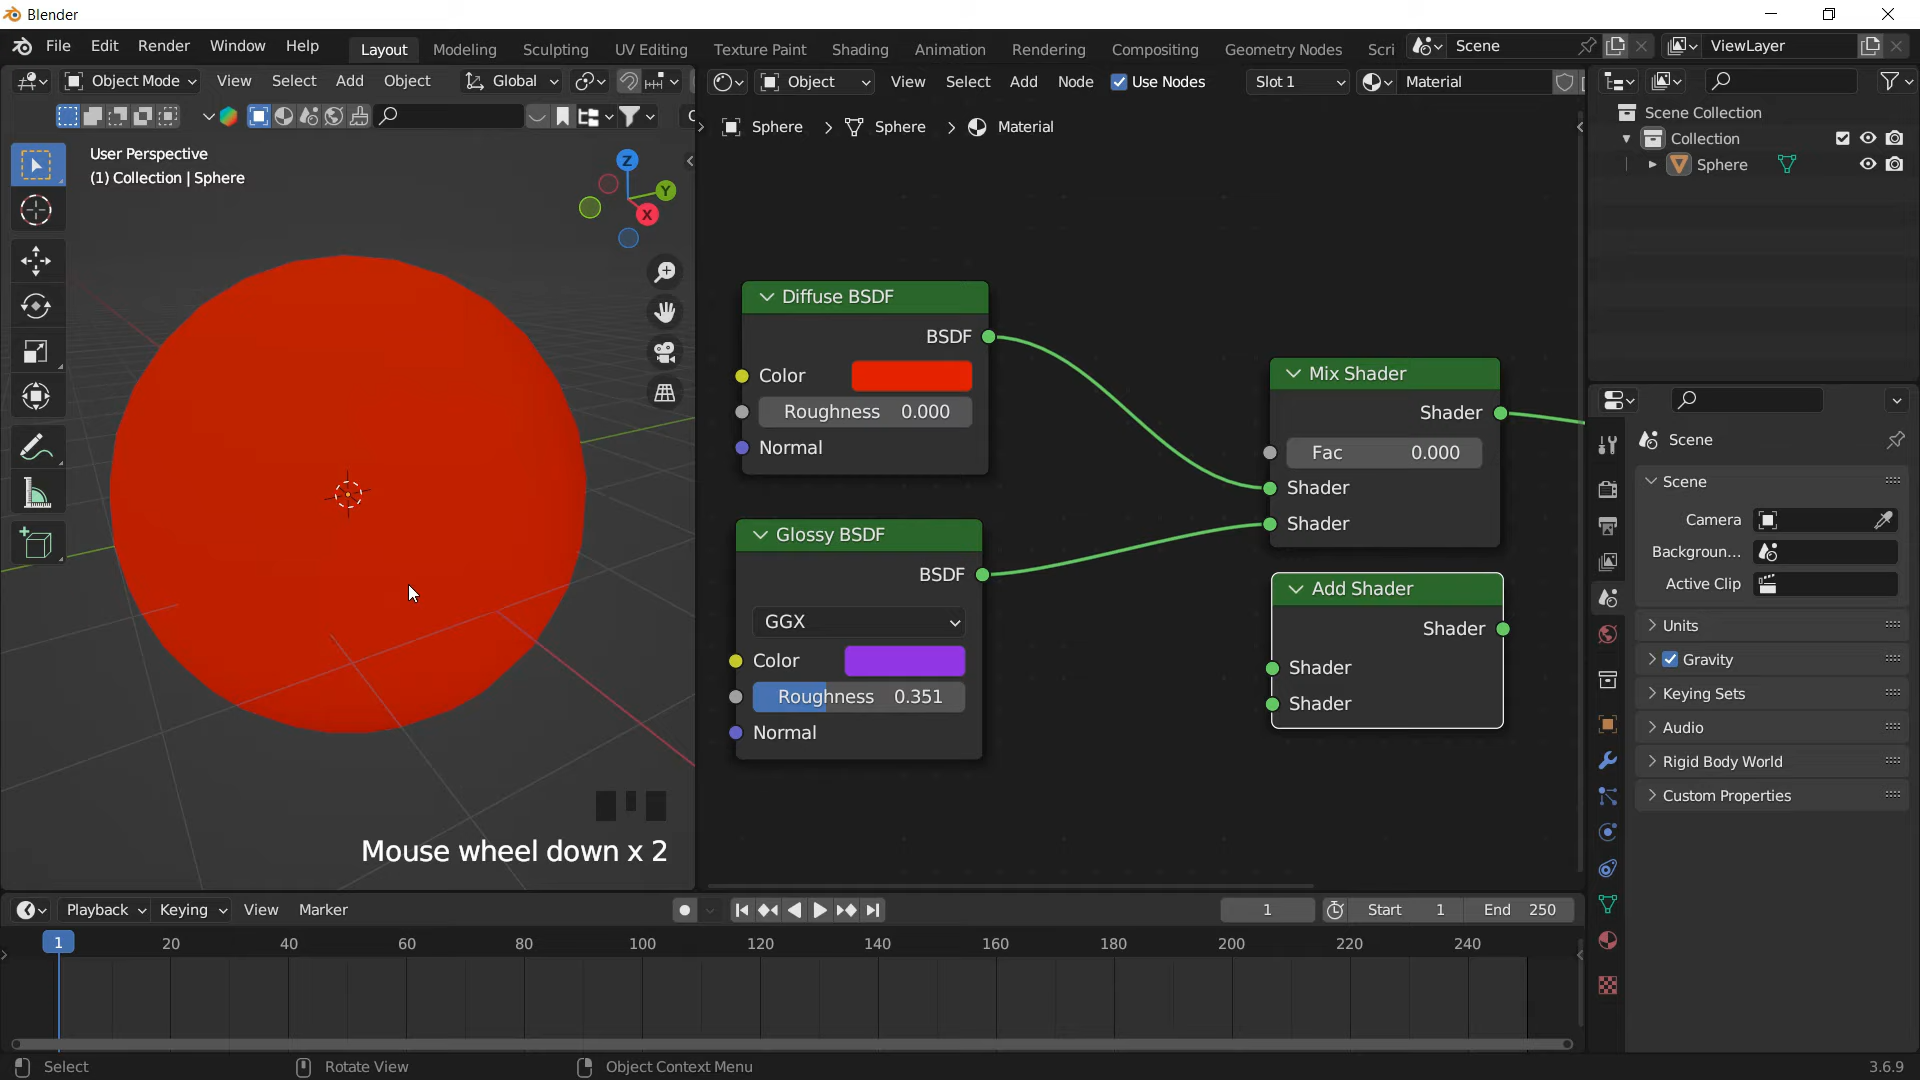 Blender
File Edit Render Window Help Layout Modeling Sculpting UV Editing Texture Paint Shading Animation Rendering Compositing Geometry Nodes Scri Scene ViewLayer
Object Mode View Select Add Object Global
Object View Select Add Node Use Nodes Slot 1 Material
Sphere > Sphere > Material
User Perspective
(1) Collection | Sphere
Z
Y
X
Diffuse BSDF
BSDF
Color
Roughness 0.000
Normal
Glossy BSDF
BSDF
GGX
Color
Roughness 0.351
Normal
Mix Shader
Shader
Fac 0.000
Shader
Shader
Add Shader
Shader
Shader
Shader
Mouse wheel down x 2
Scene Collection
Collection
Sphere
Scene
Scene
Camera
Backgroun...
Active Clip
Units
Gravity
Keying Sets
Audio
Rigid Body World
Custom Properties
Playback Keying View Marker 1 Start 1 End 250
1 20 40 60 80 100 120 140 160 180 200 220 240
Select Rotate View Object Context Menu 3.6.9